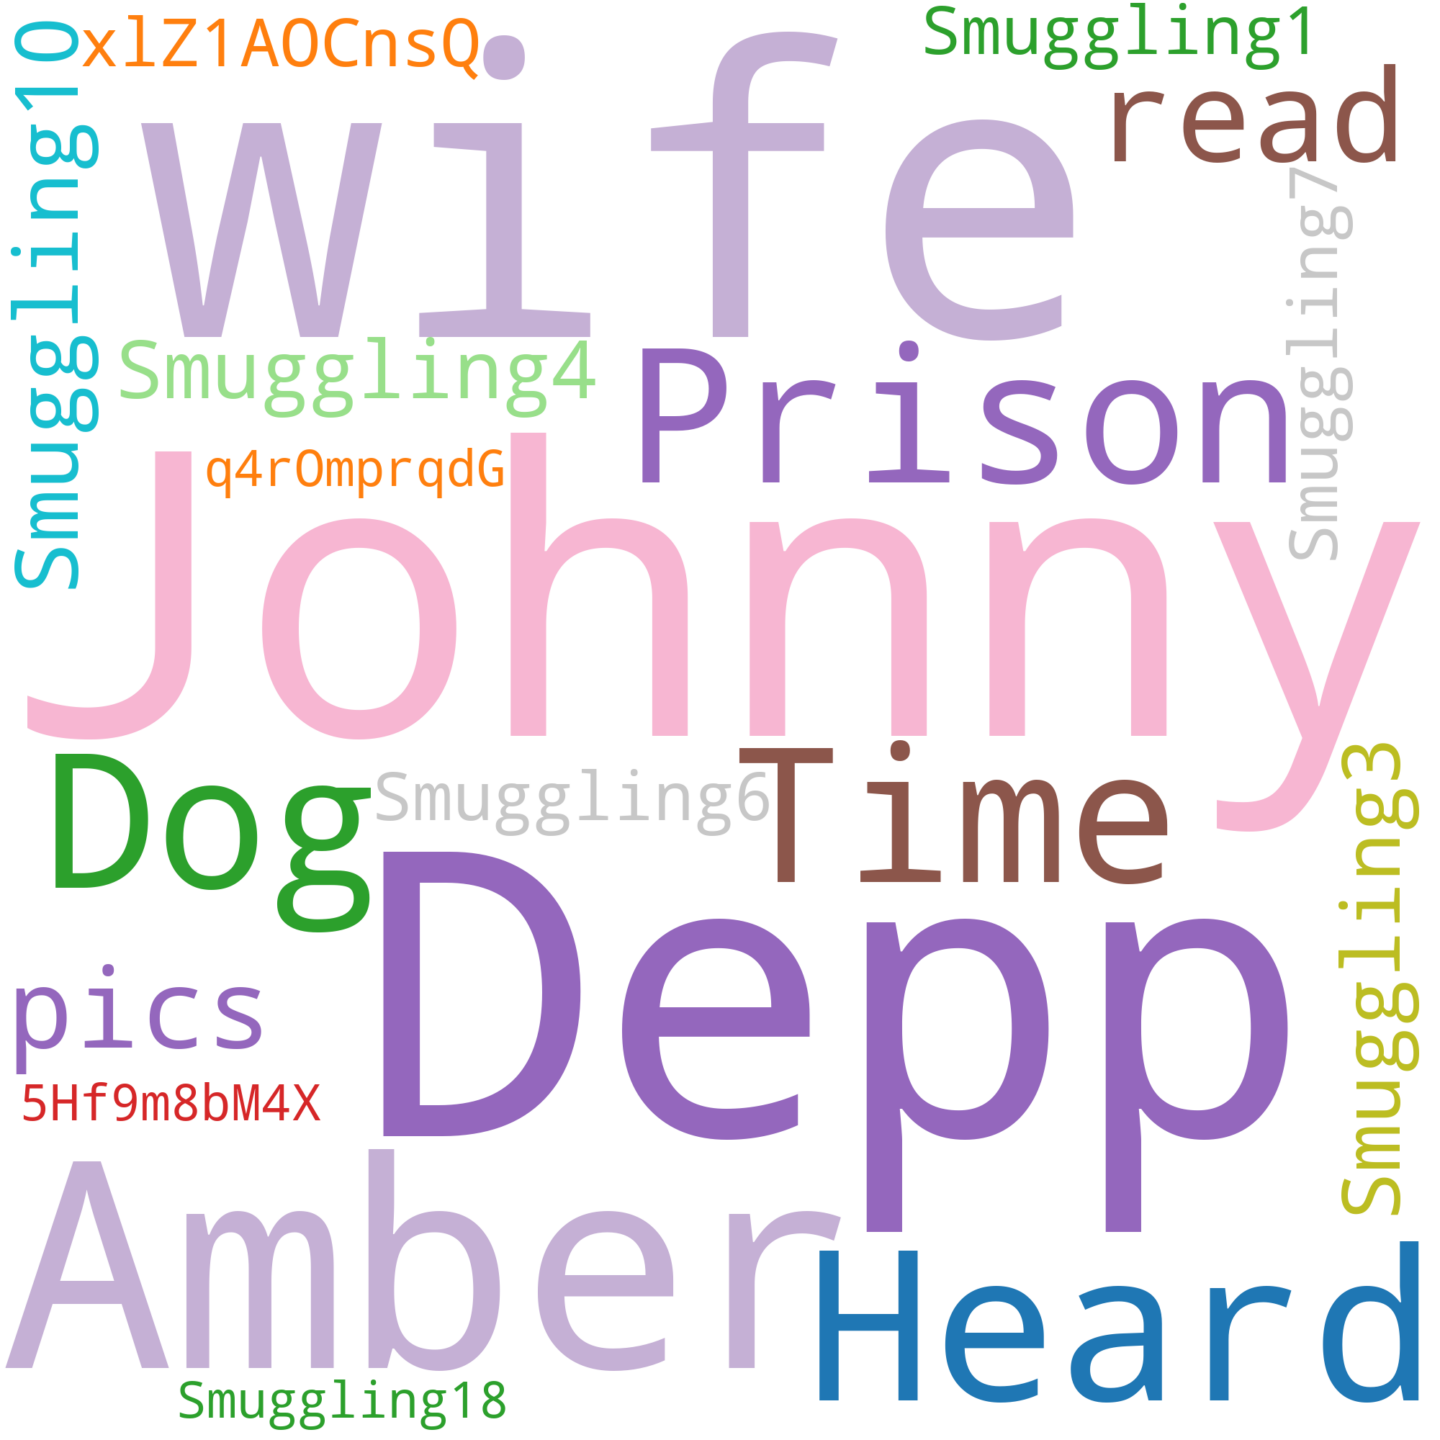 xlZ1AOCnsQ
Smuggling1
Smuggling10
wife
read
Smuggling7
Smuggling4
Prison
q4rOmprqdG
Johnny
Dog
Smuggling6
Time
Smuggling3
Depp
pics
5Hf9m8bM4X
Amber
Heard
Smuggling18